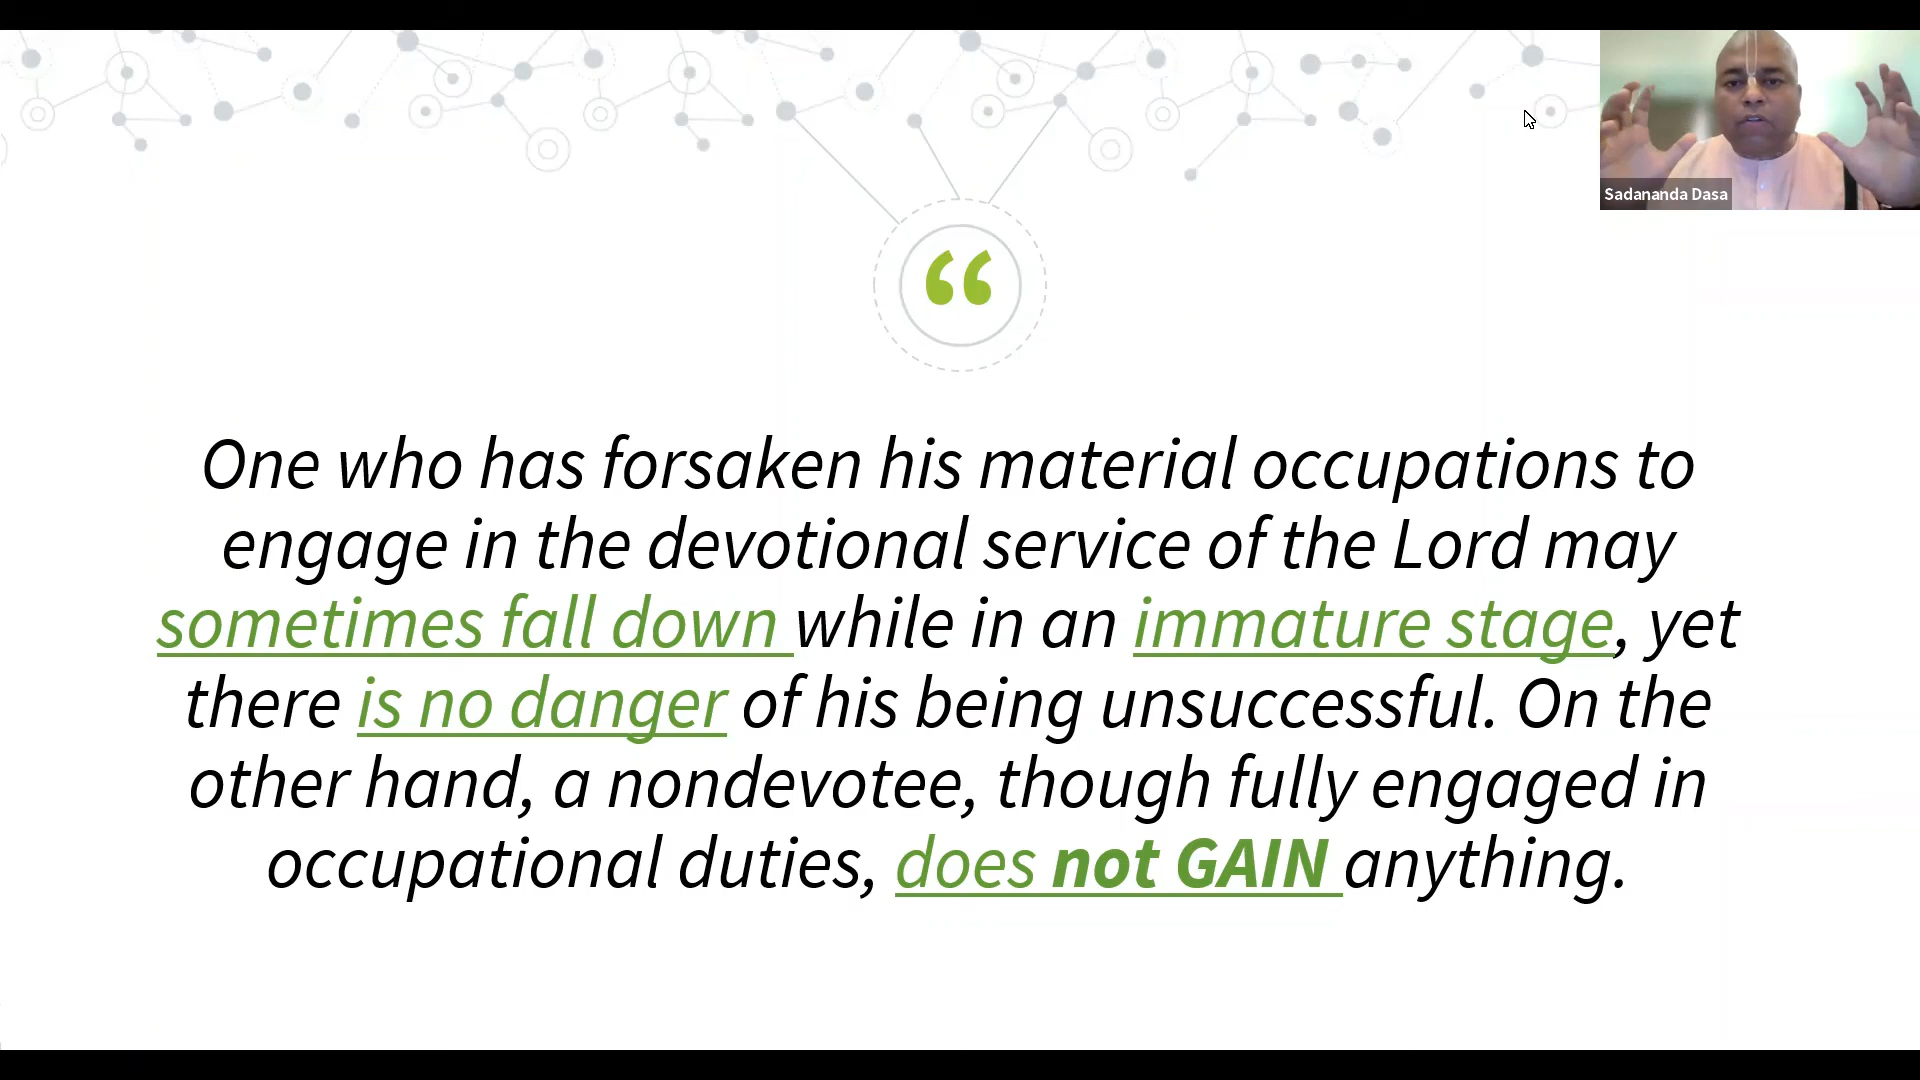 Sadananda Dasa
“
One who has forsaken his material occupations to
engage in the devotional service of the Lord may
sometimes fall down while in an immature stage, yet
there is no danger of his being unsuccessful. On the
other hand, a nondevotee, though fully engaged in
occupational duties, does not GAIN anything.